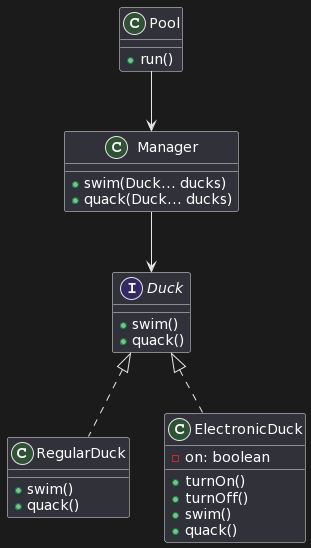 C Pool
run()
C Manager
swim(Duck... ducks)
quack(Duck... ducks)
I Duck
swim()
quack()
C RegularDuck
swim()
quack()
C ElectronicDuck
on: boolean
turnOn()
turnOff()
swim()
quack()